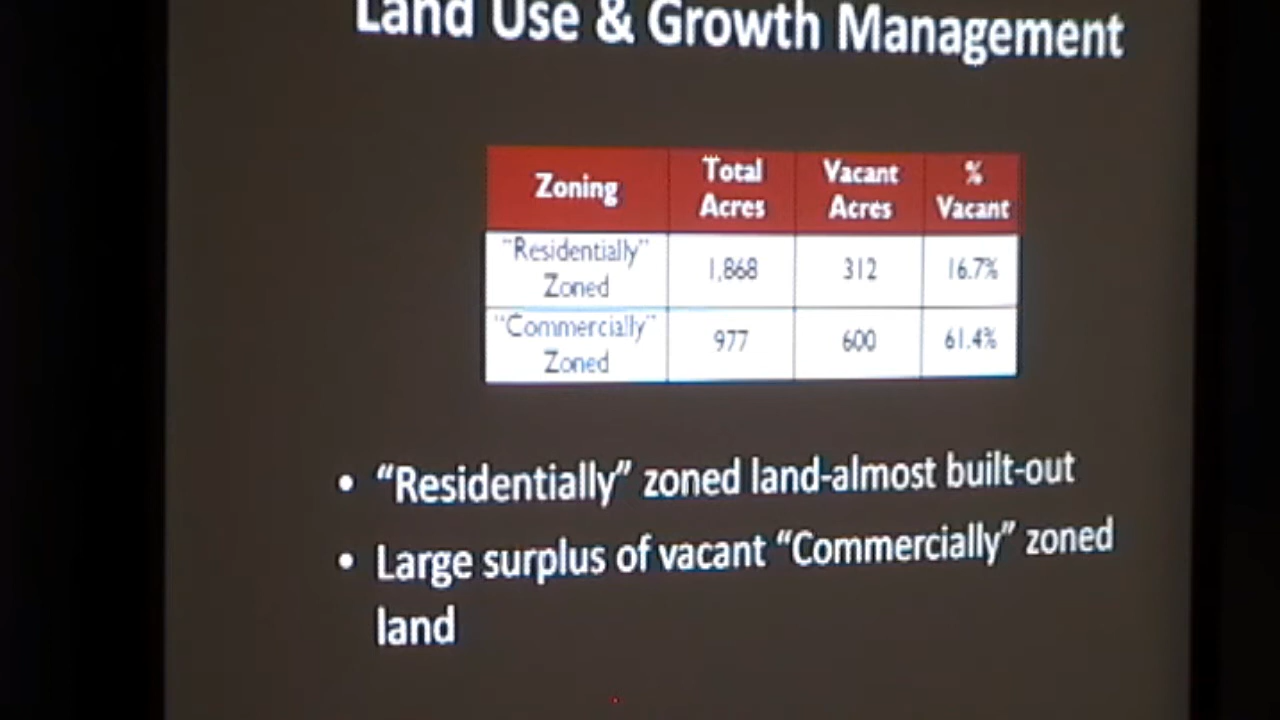 Land Use & Growth Management
Zoning
Total Acres
Vacant Acres
% Vacant
"Residentially" Zoned
1,868
312
16.7%
"Commercially" Zoned
977
600
61.4%
• “Residentially” zoned land-almost built-out
• Large surplus of vacant “Commercially” zoned
land